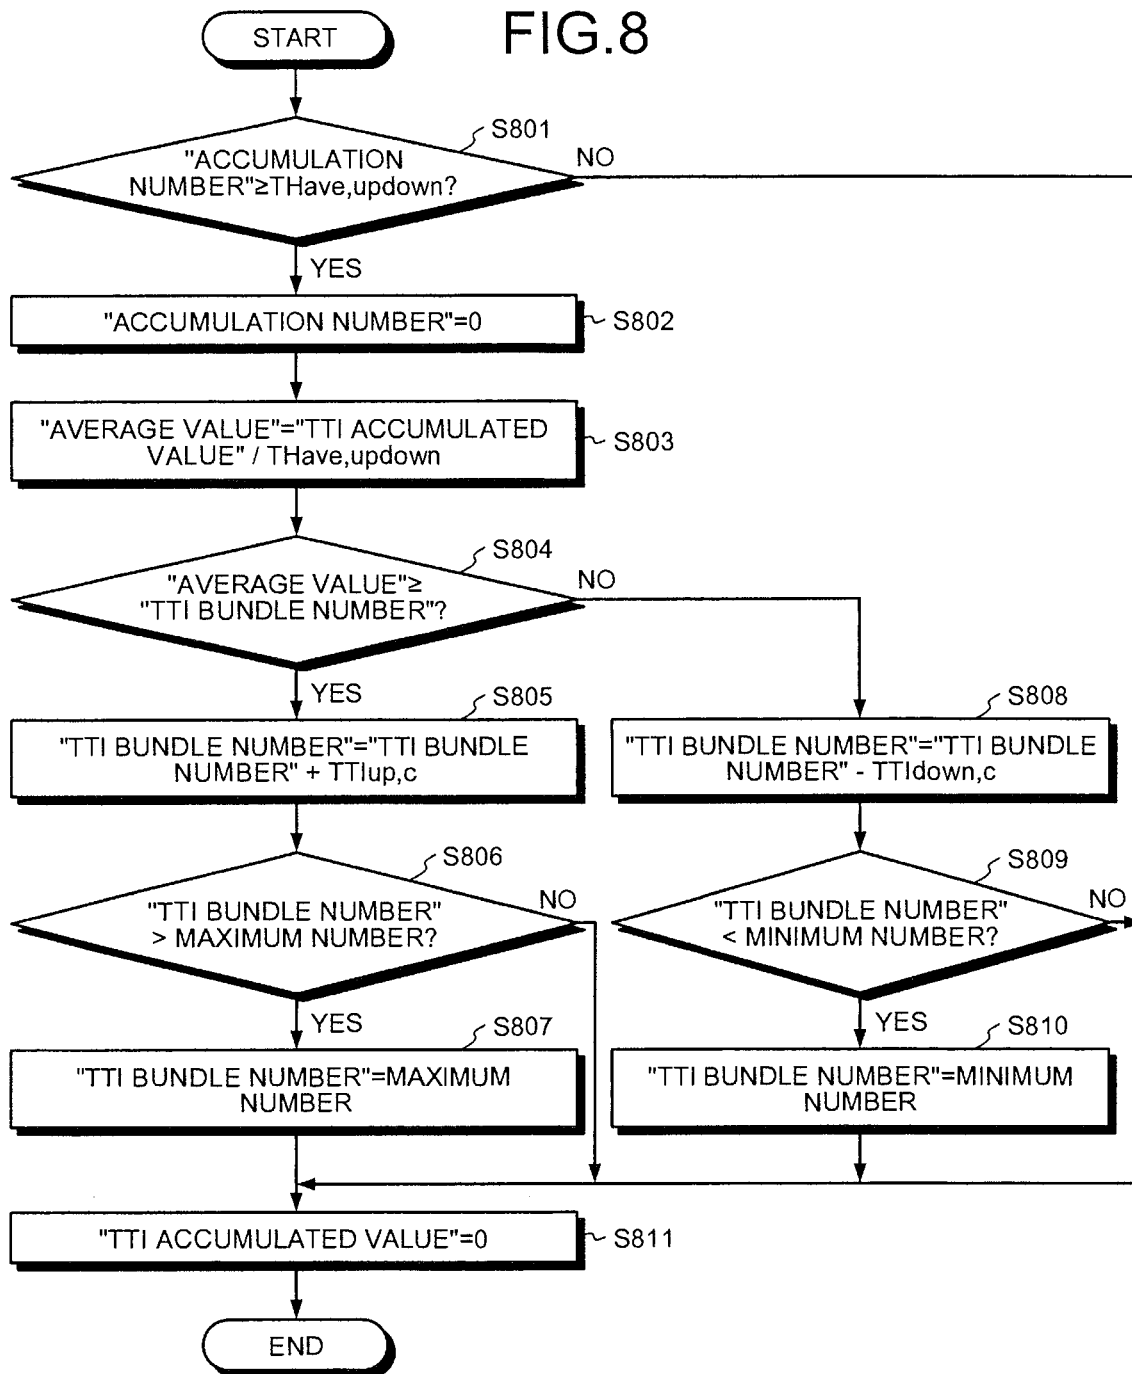 FIG.8
START
S801
"ACCUMULATION
NUMBER"≥THave,updown?
NO
YES
"ACCUMULATION NUMBER"=0
S802
"AVERAGE VALUE"="TTI ACCUMULATED
VALUE" / THave,updown
S803
S804
"AVERAGE VALUE"≥
"TTI BUNDLE NUMBER"?
NO
YES
S805
"TTI BUNDLE NUMBER"="TTI BUNDLE
NUMBER" + TTIup,c
S808
"TTI BUNDLE NUMBER"="TTI BUNDLE
NUMBER" - TTIdown,c
S806
"TTI BUNDLE NUMBER"
> MAXIMUM NUMBER?
NO
YES
S809
"TTI BUNDLE NUMBER"
< MINIMUM NUMBER?
NO
YES
S807
"TTI BUNDLE NUMBER"=MAXIMUM
NUMBER
S810
"TTI BUNDLE NUMBER"=MINIMUM
NUMBER
"TTI ACCUMULATED VALUE"=0
S811
END